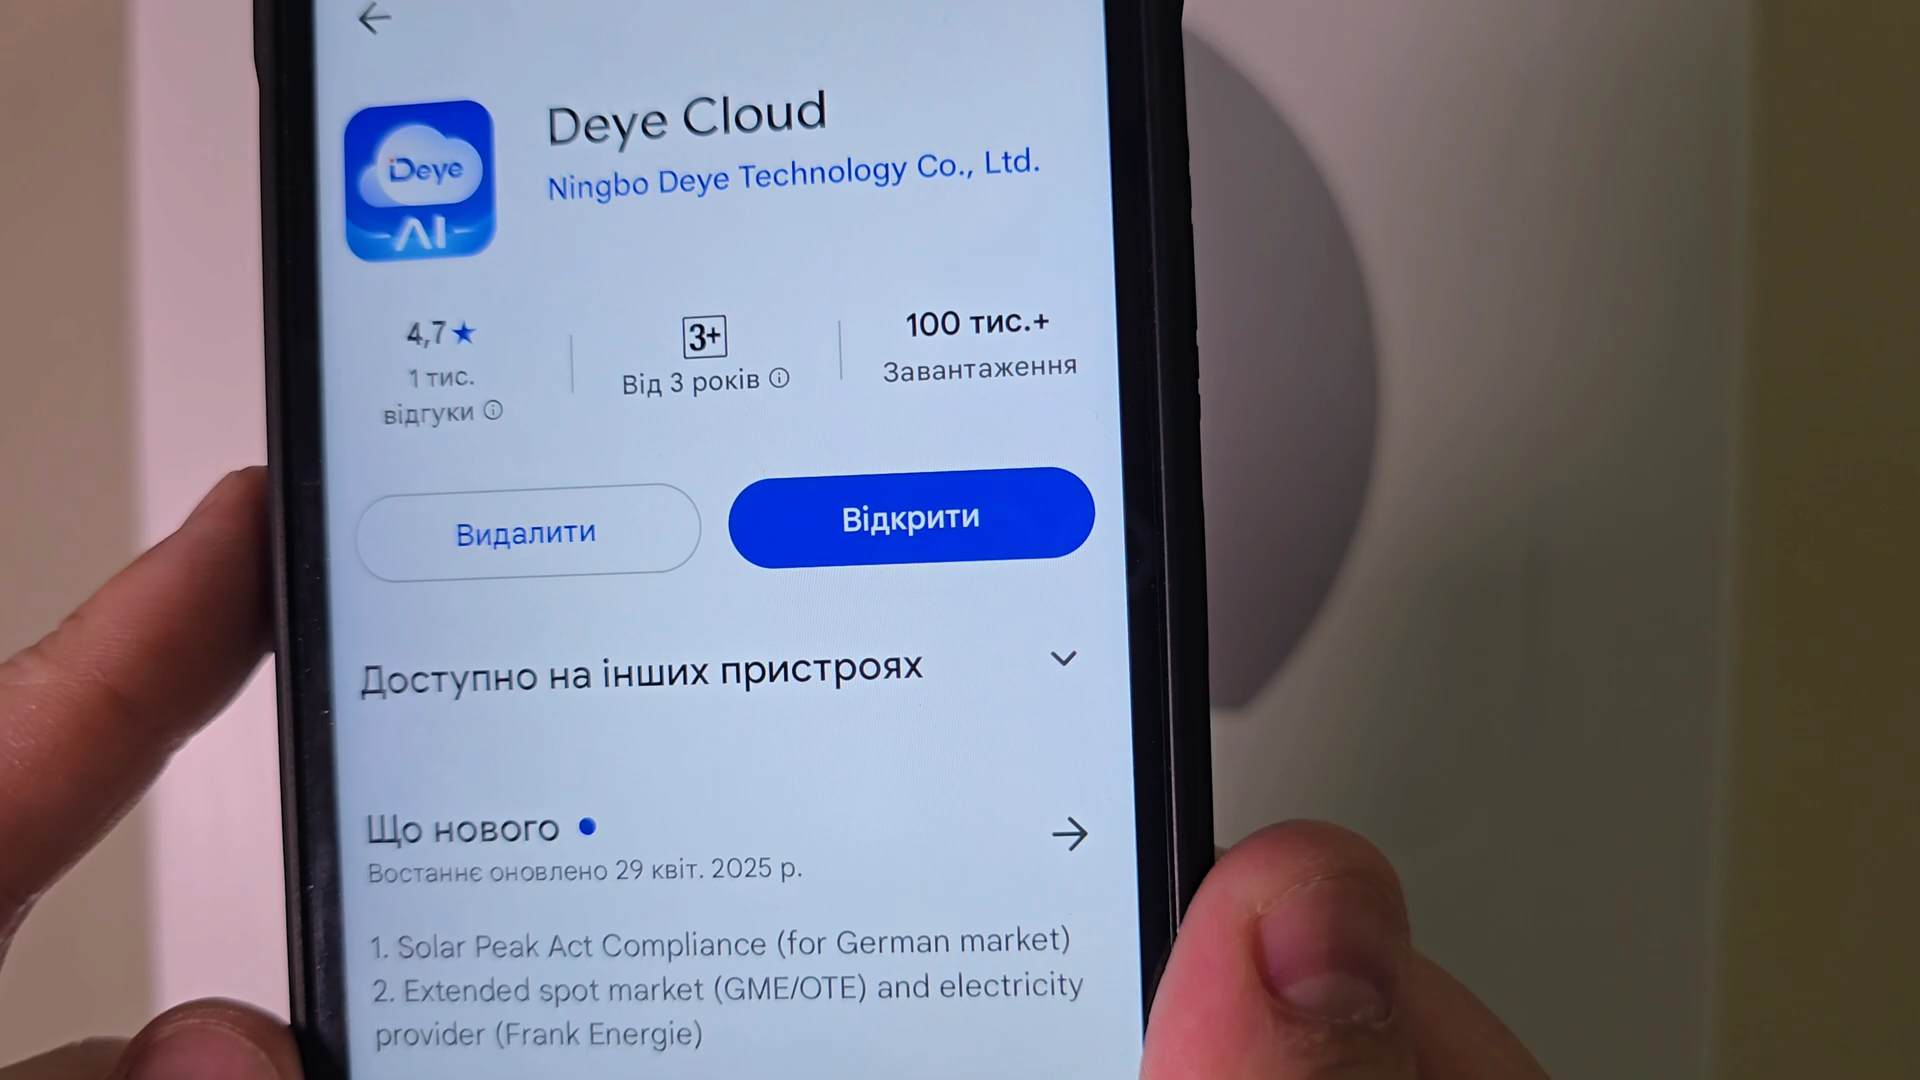 Deye Cloud
Deye
AI
Ningbo Deye Technology Co., Ltd.
4,7★
1 тис.
відгуки
3+
Від 3 років
100 тис.+
Завантаження
Видалити
Відкрити
Доступно на інших пристроях
Що нового
Востаннє оновлено 29 квіт. 2025 р.
1. Solar Peak Act Compliance (for German market)
2. Extended spot market (GME/OTE) and electricity
provider (Frank Energie)